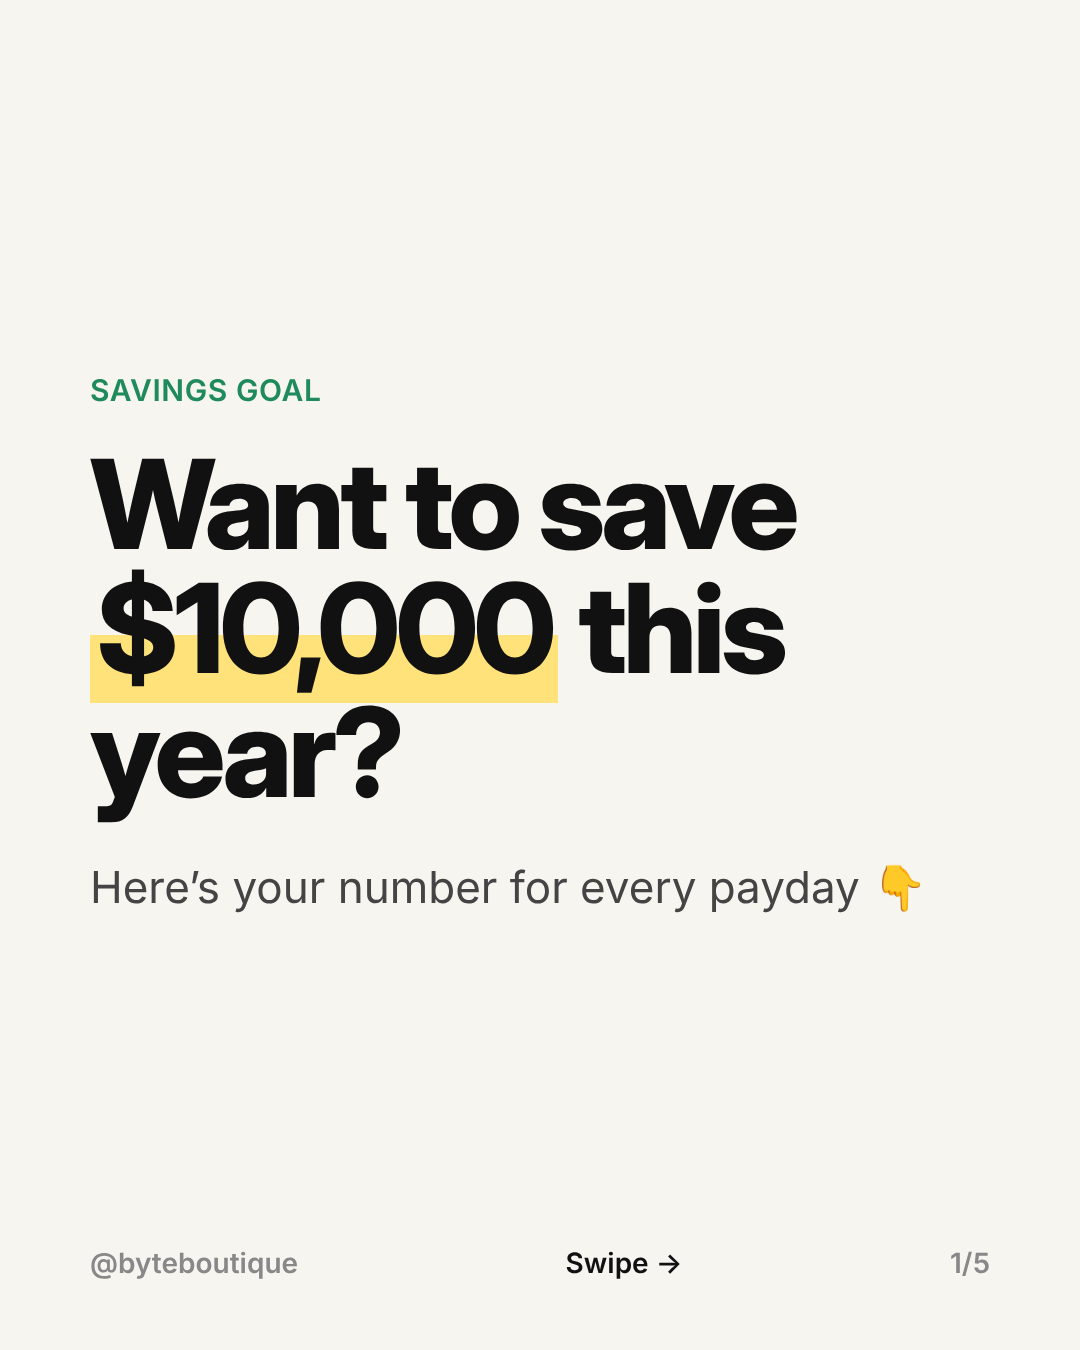 SAVINGS GOAL
Want to save
$10,000 this
year?
Here’s your number for every payday 👇
@byteboutique
Swipe →
1/5